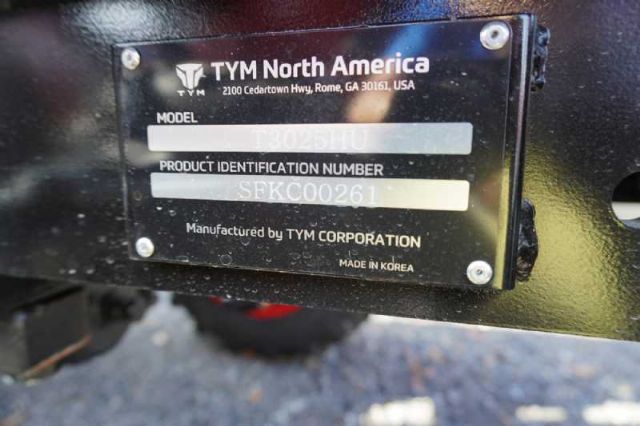 TYM
TYM North America
2100 Cedartown Hwy, Rome, GA 30161, USA
MODEL
T3025HU
PRODUCT IDENTIFICATION NUMBER
SFKC00261
Manufactured by TYM CORPORATION
MADE IN KOREA